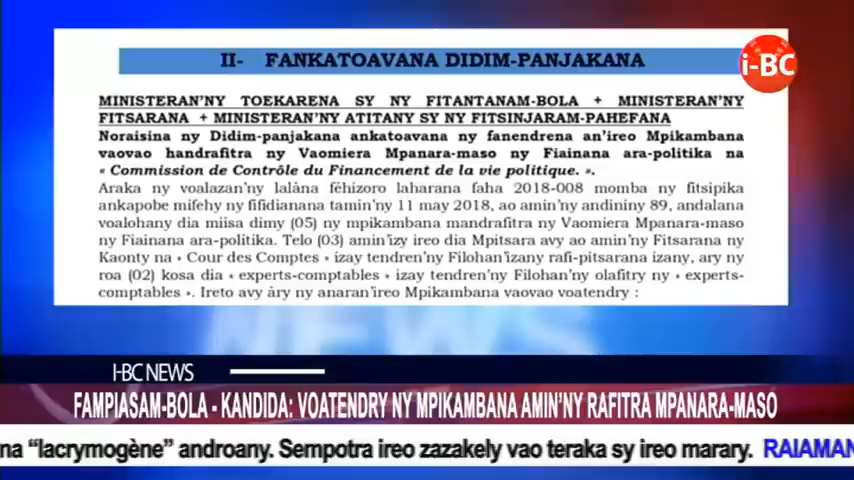 II- FANKATOAVANA DIDIM-PANJAKANA
i-BC
MINISTERAN'NY TOEKARENA SY NY FITANTANAM-BOLA + MINISTERAN'NY
FITSARANA + MINISTERAN'NY ATITANY SY NY FITSINJARAM-PAHEFANA
Noraisina ny Didim-panjakana ankatoavana ny fanendrena an'ireo Mpikambana
vaovao handrafitra ny Vaomiera Mpanara-maso ny Fiainana ara-politika na
« Commission de Contrôle du Financement de la vie politique. ».
Araka ny voalazan'ny lalàna fèhizoro laharana faha 2018-008 momba ny fitsipika
ankapobe mifehy ny fifidianana tamin'ny 11 may 2018, ao amin'ny andininy 89, andalana
voalohany dia miisa dimy (05) ny mpikambana mandrafitra ny Vaomiera Mpanara-maso
ny Fiainana ara-politika. Telo (03) amin'izy ireo dia Mpitsara avy ao amin'ny Fitsarana ny
Kaonty na « Cour des Comptes » izay tendren'ny Filohan'izany rafi-pitsarana izany, ary ny
roa (02) kosa dia « experts-comptables » izay tendren'ny Filohan'ny olafitry ny « experts-
comptables ». Ireto avy àry ny anaran'ireo Mpikambana vaovao voatendry :
I-BC NEWS
FAMPIASAM-BOLA - KANDIDA: VOATENDRY NY MPIKAMBANA AMIN'NY RAFITRA MPANARA-MASO
na “lacrymogène” androany. Sempotra ireo zazakely vao teraka sy ireo marary. RAIAMAN